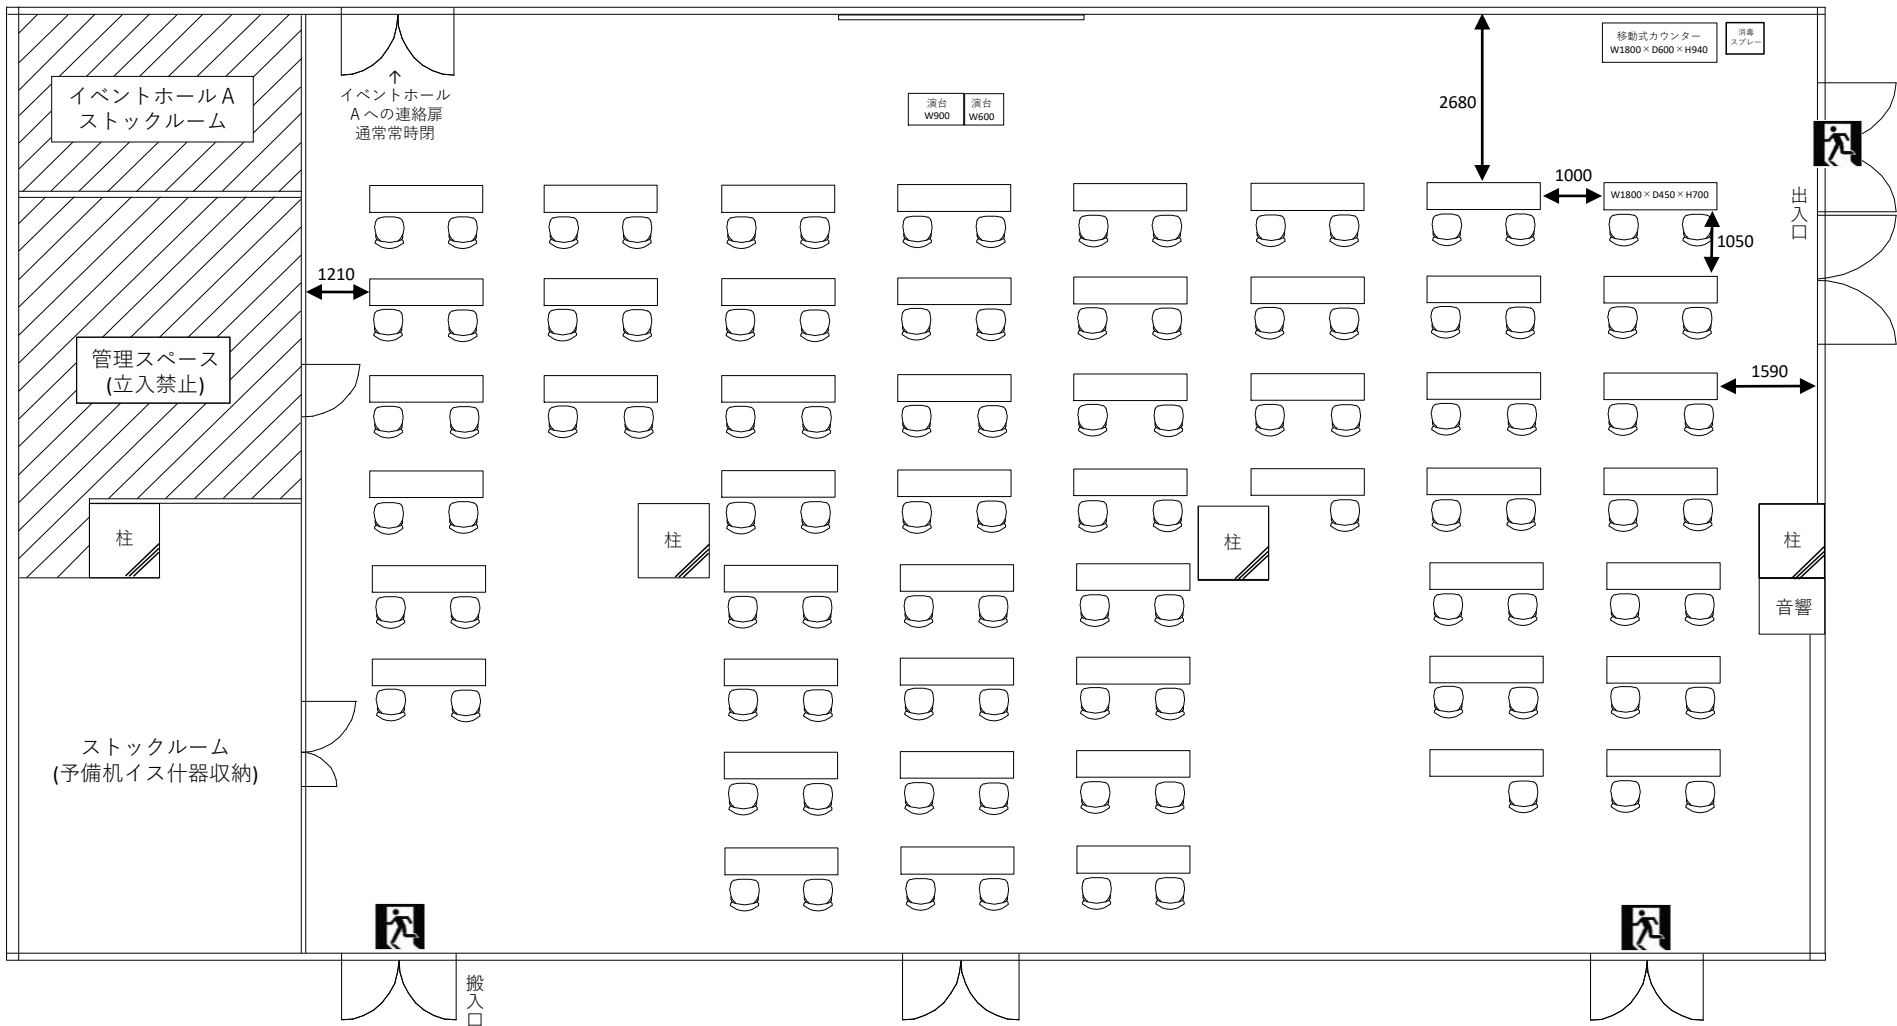 イベントホールA
ストックルーム
↑
イベントホール
Aへの連絡扉
通常常時閉
演台
W900
演台
W600
2680
移動式カウンター
W1800×D600×H940
消毒
スプレー
1000
W1800×D450×H700
1050
出入口
1210
管理スペース
(立入禁止)
1590
柱
柱
柱
柱
音響
ストックルーム
(予備机イス什器収納)
搬入口